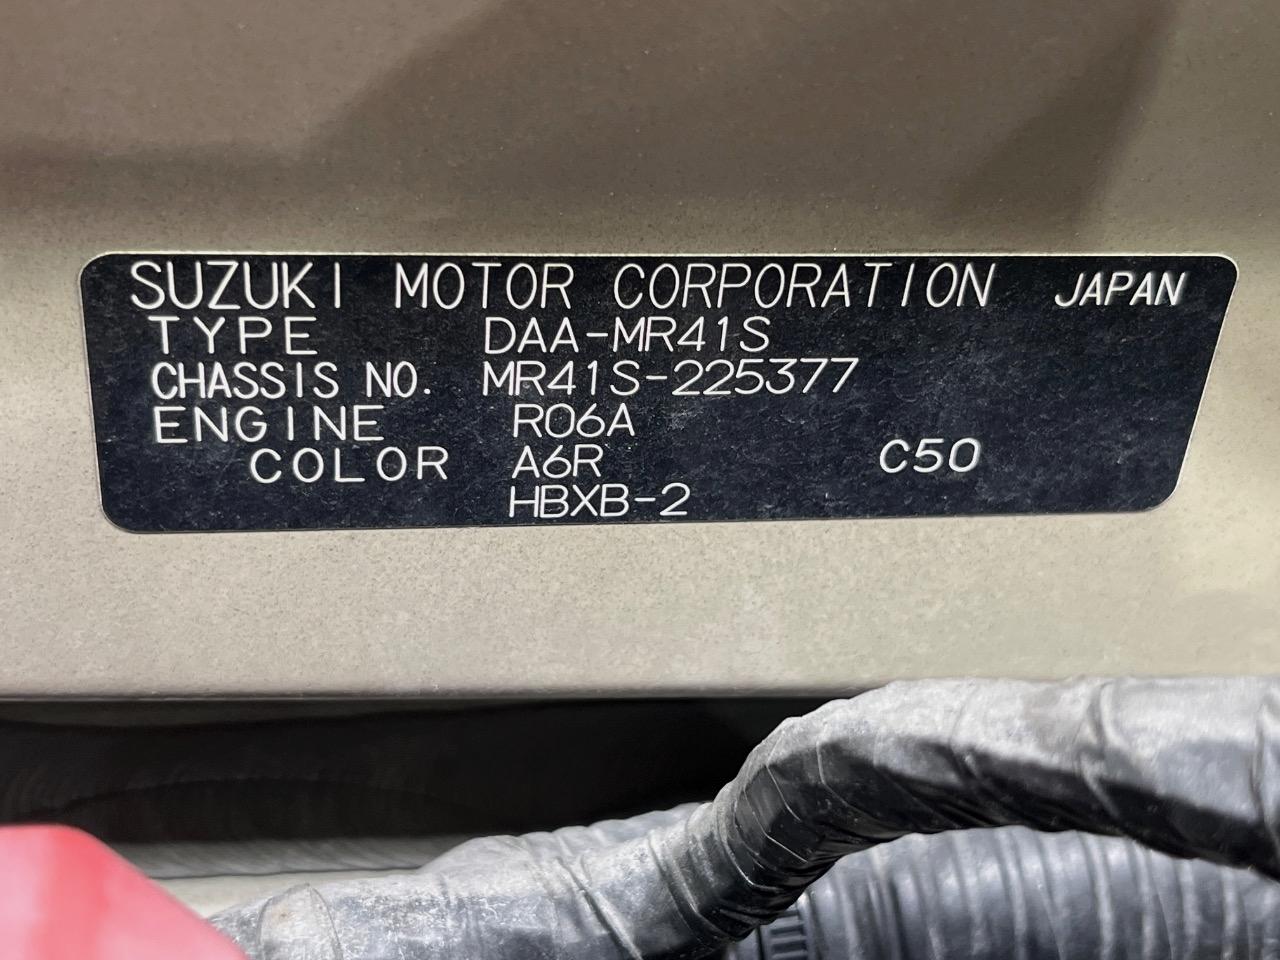 SUZUKI MOTOR CORPORATION JAPAN
TYPE DAA-MR41S
CHASSIS NO. MR41S-225377
ENGINE R06A
COLOR A6R C50
HBXB-2